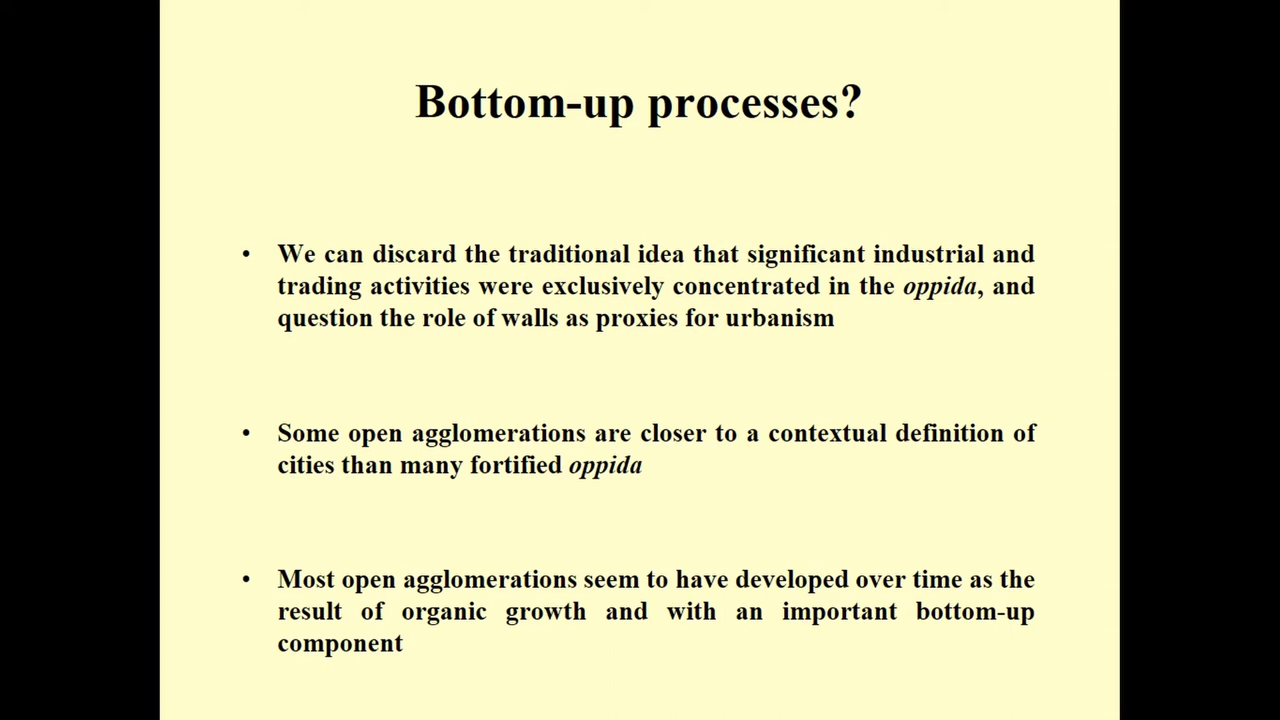 Bottom-up processes?
• We can discard the traditional idea that significant industrial and
trading activities were exclusively concentrated in the oppida, and
question the role of walls as proxies for urbanism
• Some open agglomerations are closer to a contextual definition of
cities than many fortified oppida
• Most open agglomerations seem to have developed over time as the
result of organic growth and with an important bottom-up
component